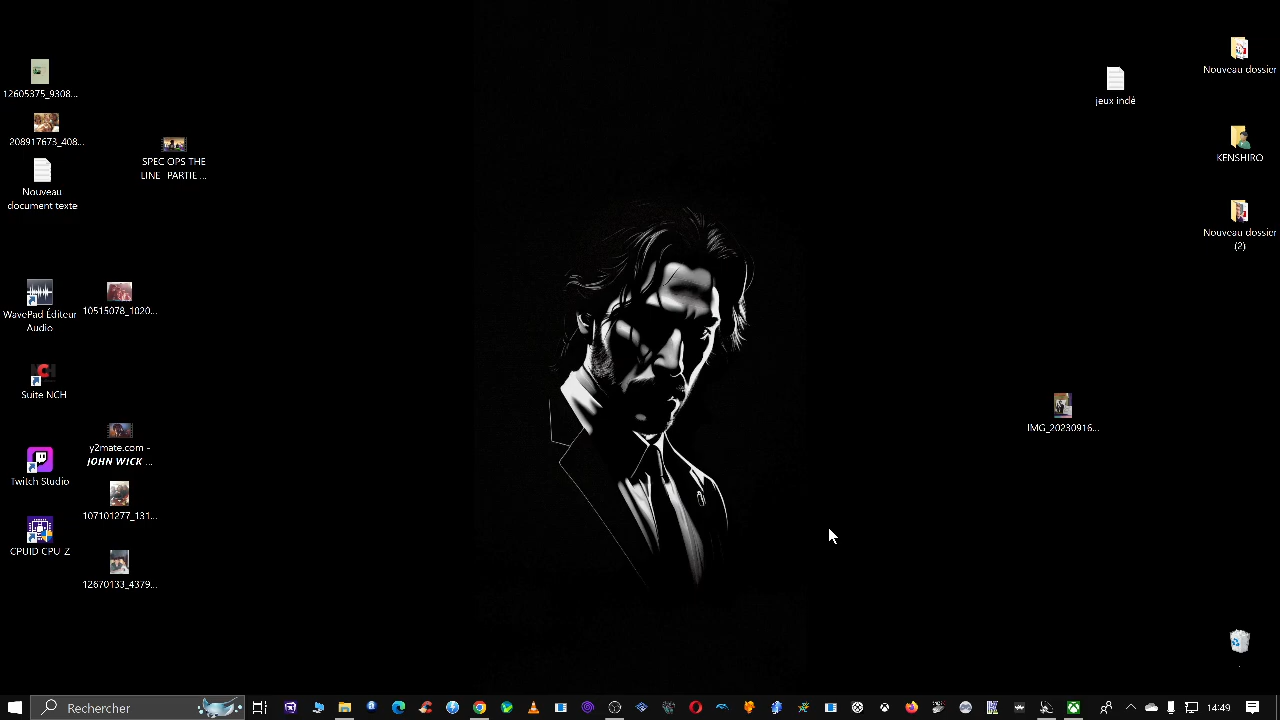 12605375_9308...
208917673_408...
Nouveau
document texte
SPEC OPS THE
LINE PARTIE ...
WavePad Éditeur
Audio
10515078_1020...
Suite NCH
y2mate.com -
JOHN WICK ...
Twitch Studio
107101277_131...
CPUID CPU-Z
12670133_4379...
jeux indé
Nouveau dossier
KENSHIRO
Nouveau dossier
(2)
IMG_20230916...
Rechercher
14:49